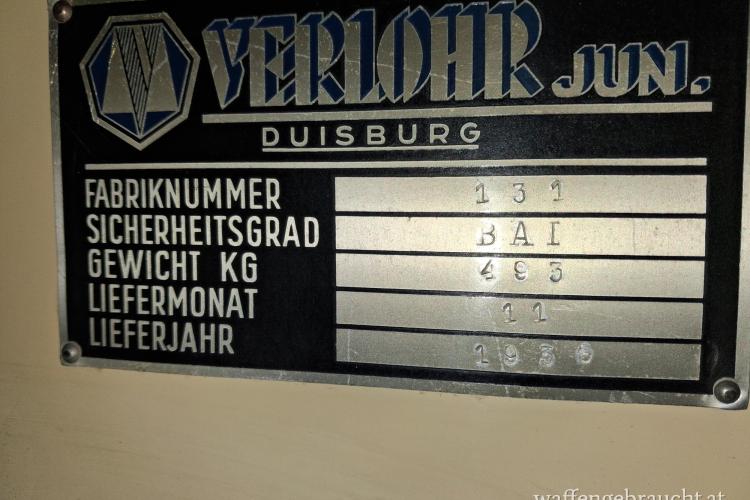 VERLOHR JUN.
DUISBURG
FABRIKNUMMER 131
SICHERHEITSGRAD BAI
GEWICHT KG 493
LIEFERMONAT 11
LIEFERJAHR
waffengebraucht.at